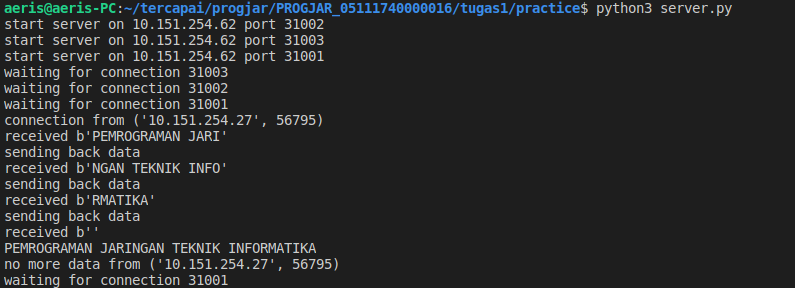 aeris@aeris-PC:~/tercapai/progjar/PROGJAR_05111740000016/tugas1/practice$ python3 server.py
start server on 10.151.254.62 port 31002
start server on 10.151.254.62 port 31003
start server on 10.151.254.62 port 31001
waiting for connection 31003
waiting for connection 31002
waiting for connection 31001
connection from ('10.151.254.27', 56795)
received b'PEMROGRAMAN JARI'
sending back data
received b'NGAN TEKNIK INFO'
sending back data
received b'RMATIKA'
sending back data
received b''
PEMROGRAMAN JARINGAN TEKNIK INFORMATIKA
no more data from ('10.151.254.27', 56795)
waiting for connection 31001